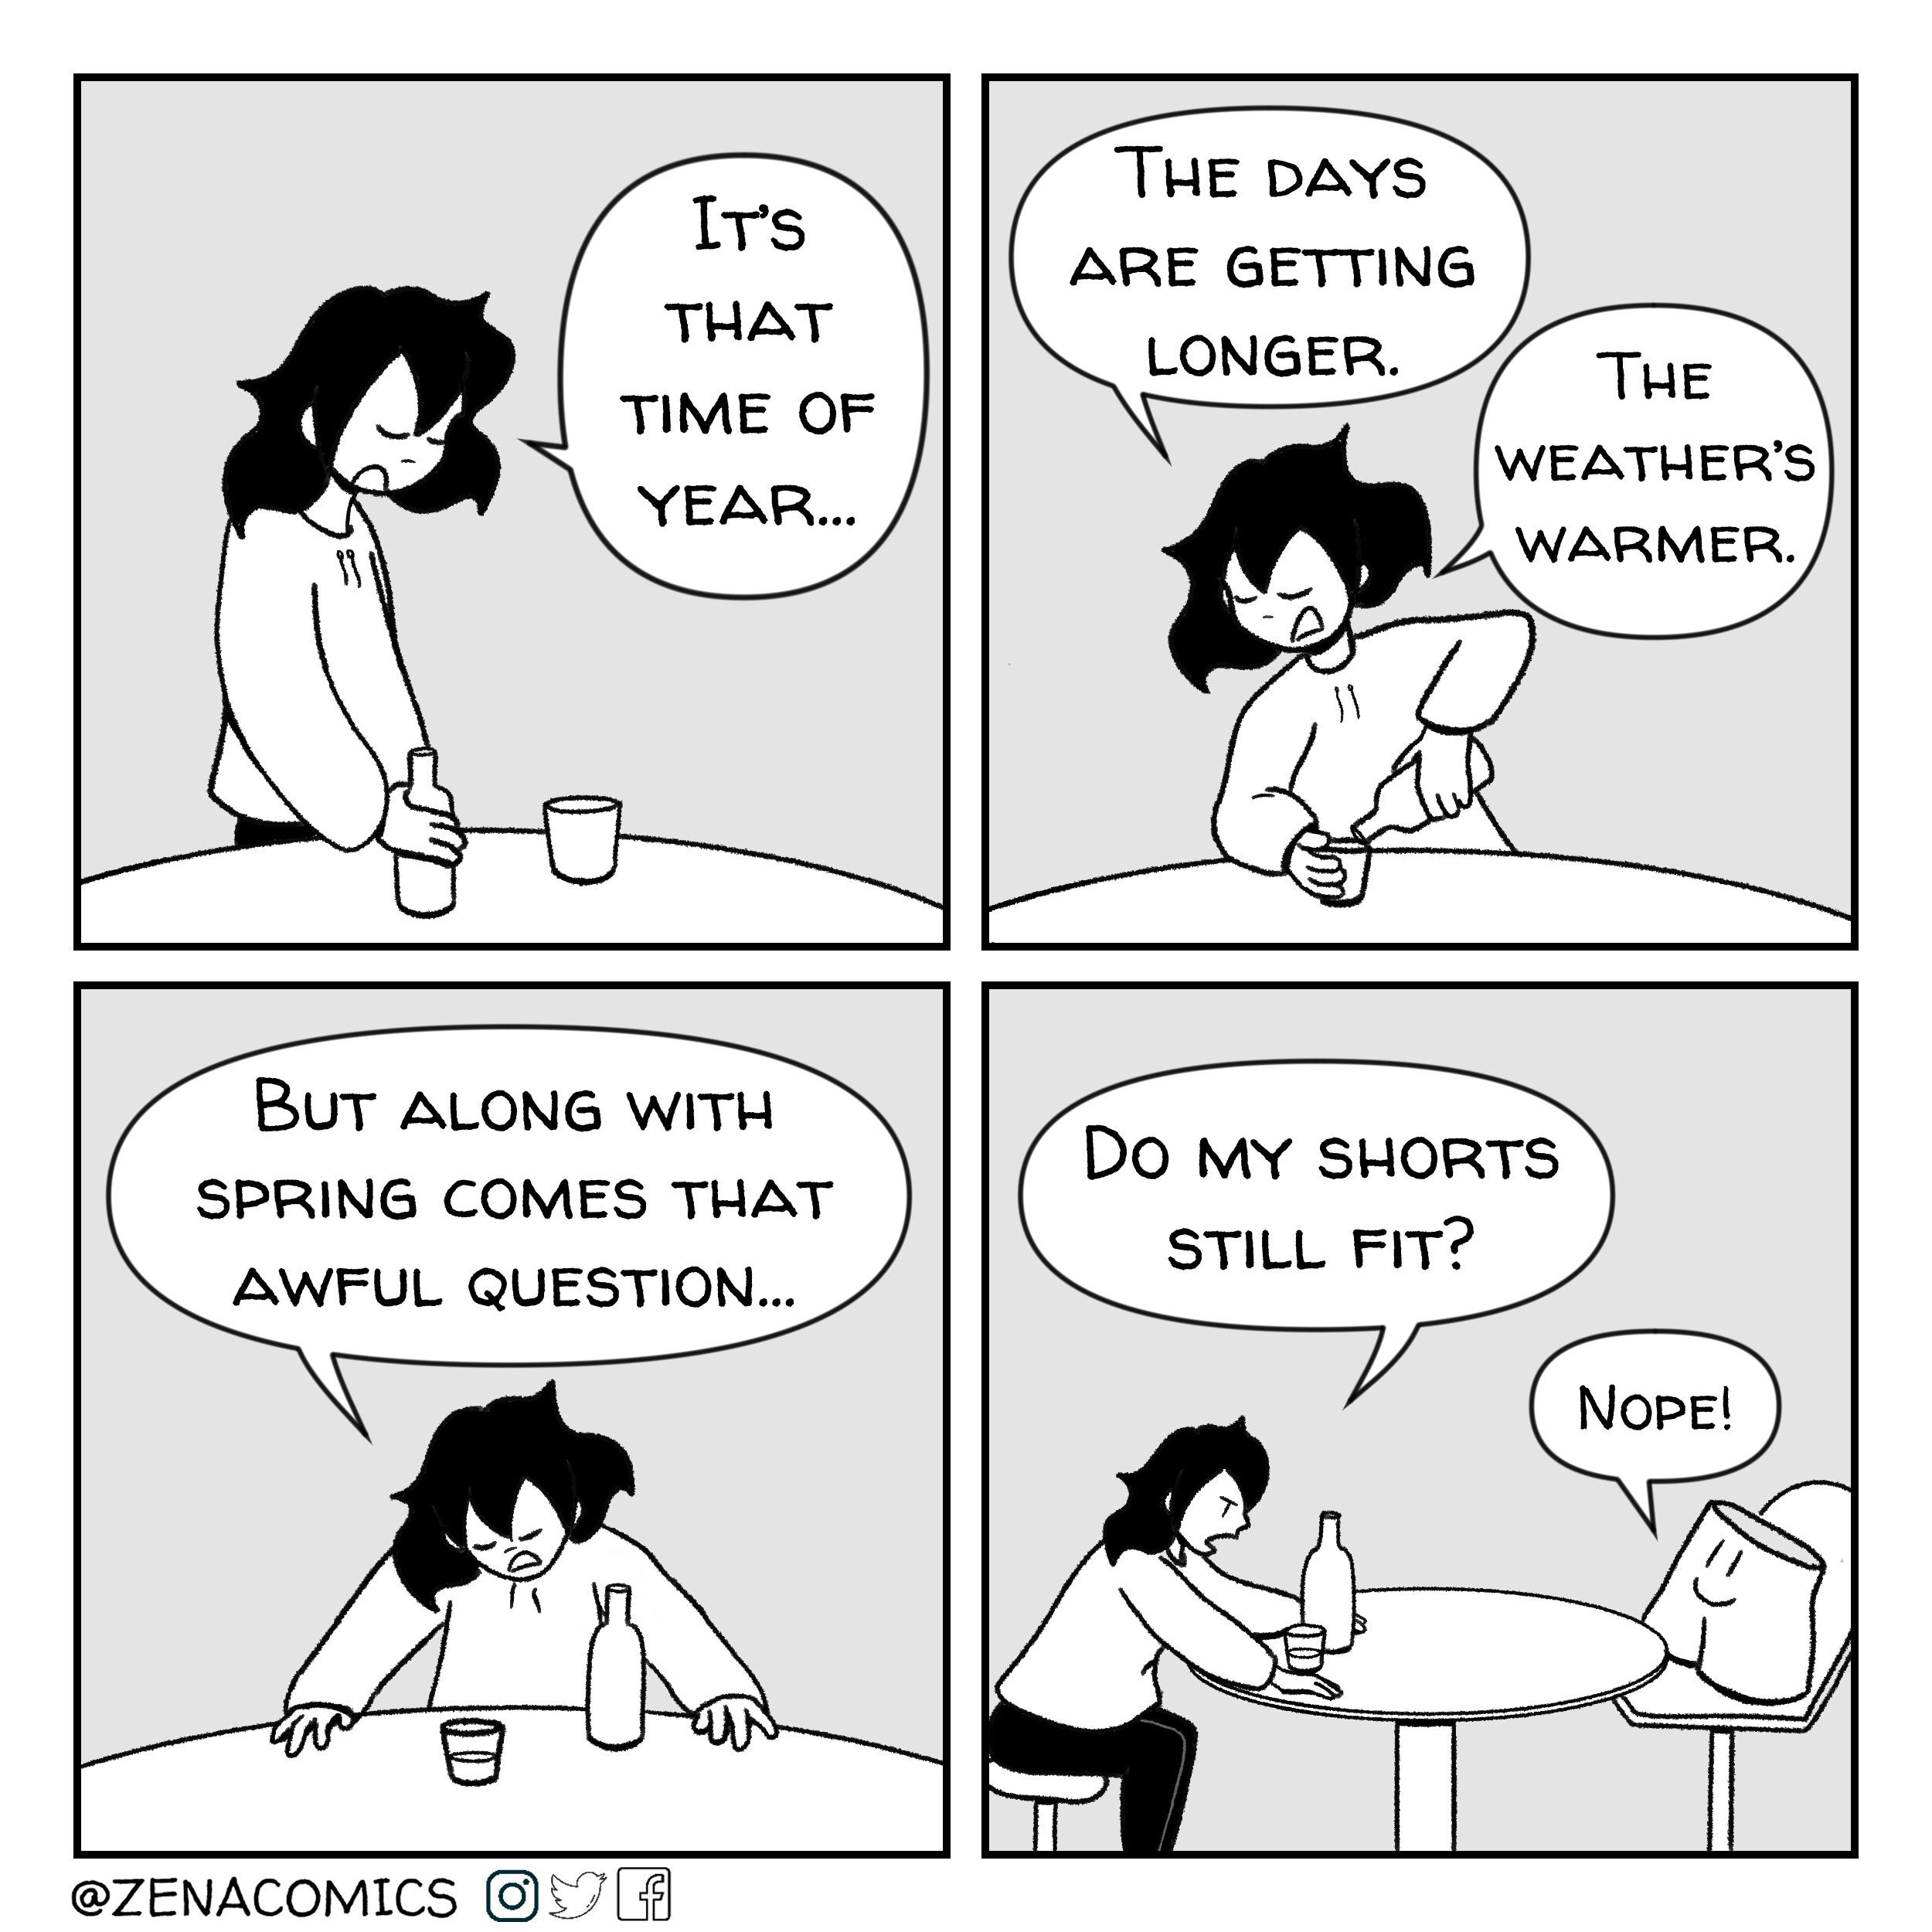 It's
that
time of
year...
The days
are getting
longer.
The
weather's
warmer.
But along with
spring comes that
awful question...
Do my shorts
still fit?
Nope!
@ZENACOMICS